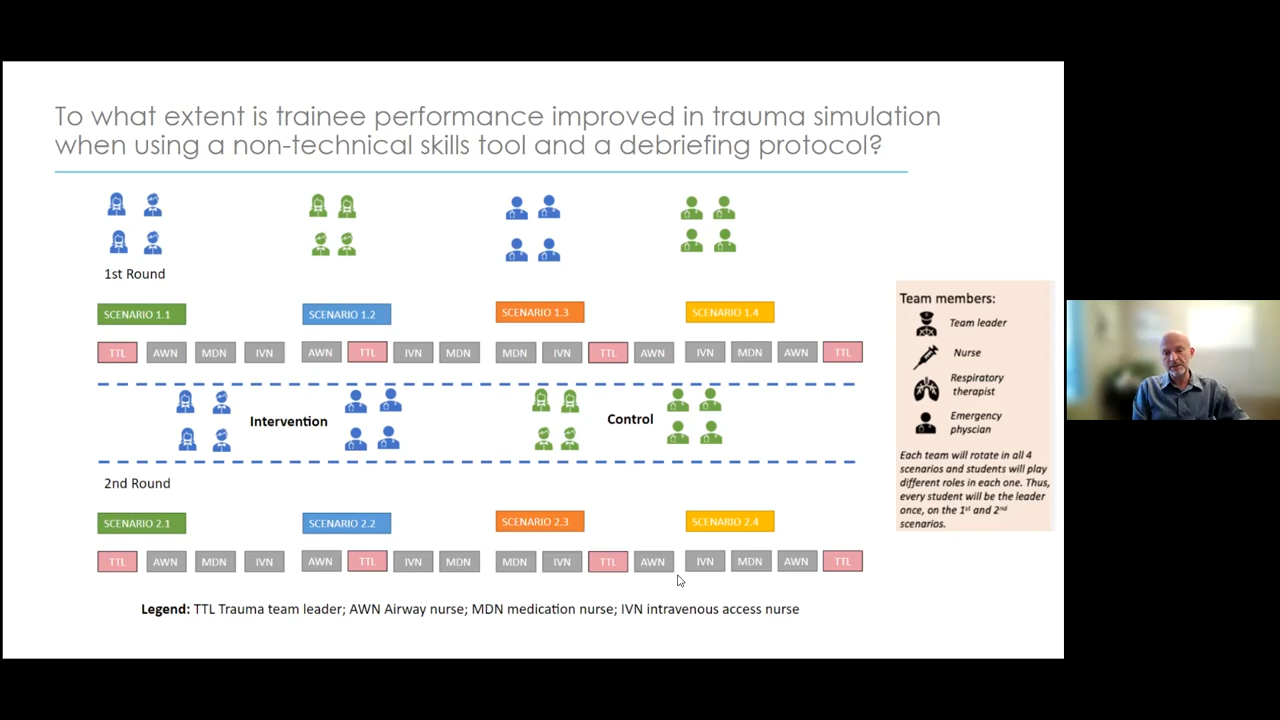 To what extent is trainee performance improved in trauma simulation
when using a non-technical skills tool and a debriefing protocol?
1st Round
SCENARIO 1.1 SCENARIO 1.2 SCENARIO 1.3 SCENARIO 1.4
TTL AWN MDN IVN AWN TTL IVN MDN MDN IVN TTL AWN IVN MDN AWN TTL
Intervention Control
2nd Round
SCENARIO 2.1 SCENARIO 2.2 SCENARIO 2.3 SCENARIO 2.4
TTL AWN MDN IVN AWN TTL IVN MDN MDN IVN TTL AWN IVN MDN AWN TTL
Legend: TTL Trauma team leader; AWN Airway nurse; MDN medication nurse; IVN intravenous access nurse
Team members:
Team leader
Nurse
Respiratory
therapist
Emergency
physcian
Each team will rotate in all 4
scenarios and students will play
different roles in each one. Thus,
every student will be the leader
once, on the 1st and 2nd
scenarios.